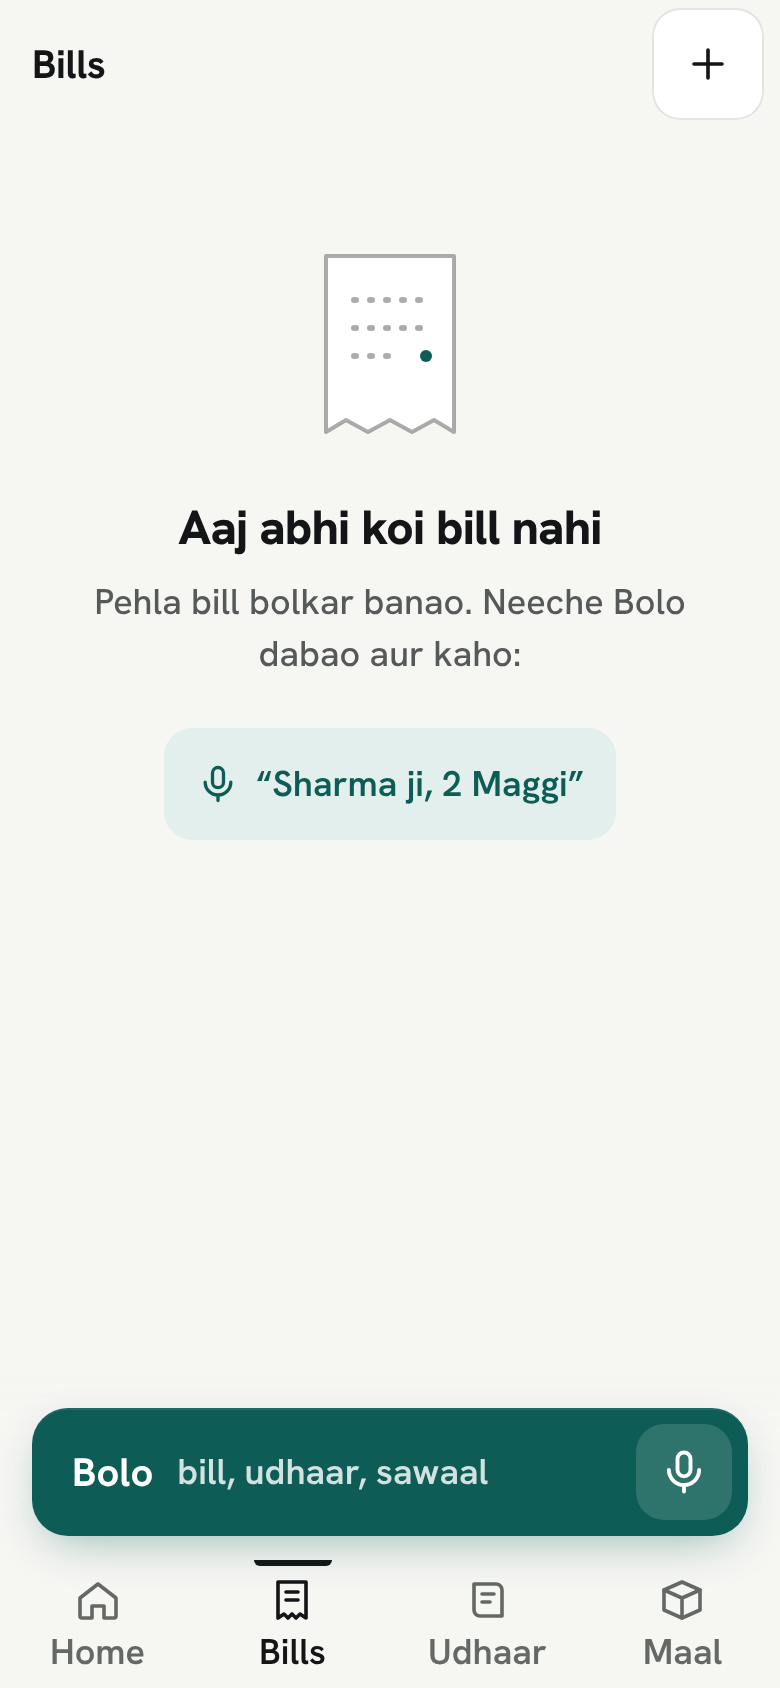 Bills
Aaj abhi koi bill nahi
Pehla bill bolkar banao. Neeche Bolo
dabao aur kaho:
“Sharma ji, 2 Maggi”
Bolo bill, udhaar, sawaal
Home Bills Udhaar Maal